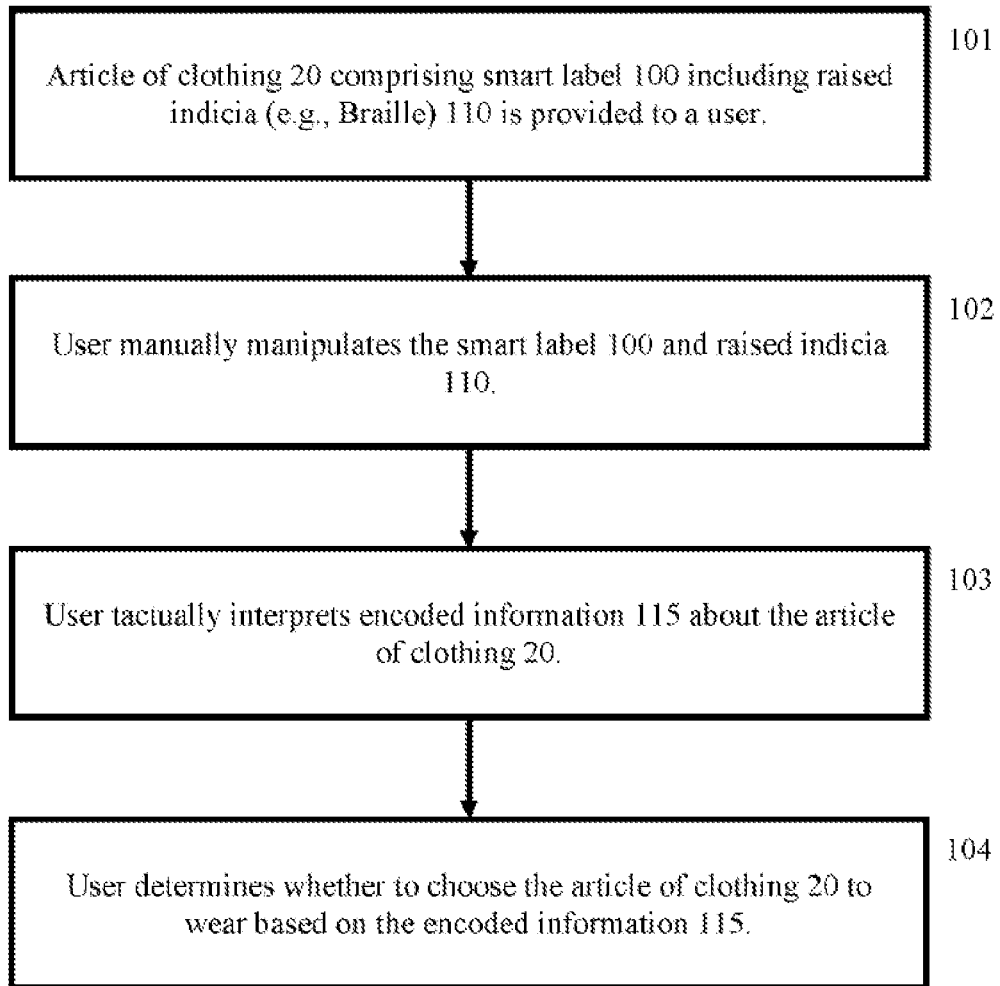 101
Article of clothing 20 comprising smart label 100 including raised
indicia (e.g., Braille) 110 is provided to a user.
102
User manually manipulates the smart label 100 and raised indicia
110.
103
User tactually interprets encoded information 115 about the article
of clothing 20.
104
User determines whether to choose the article of clothing 20 to
wear based on the encoded information 115.